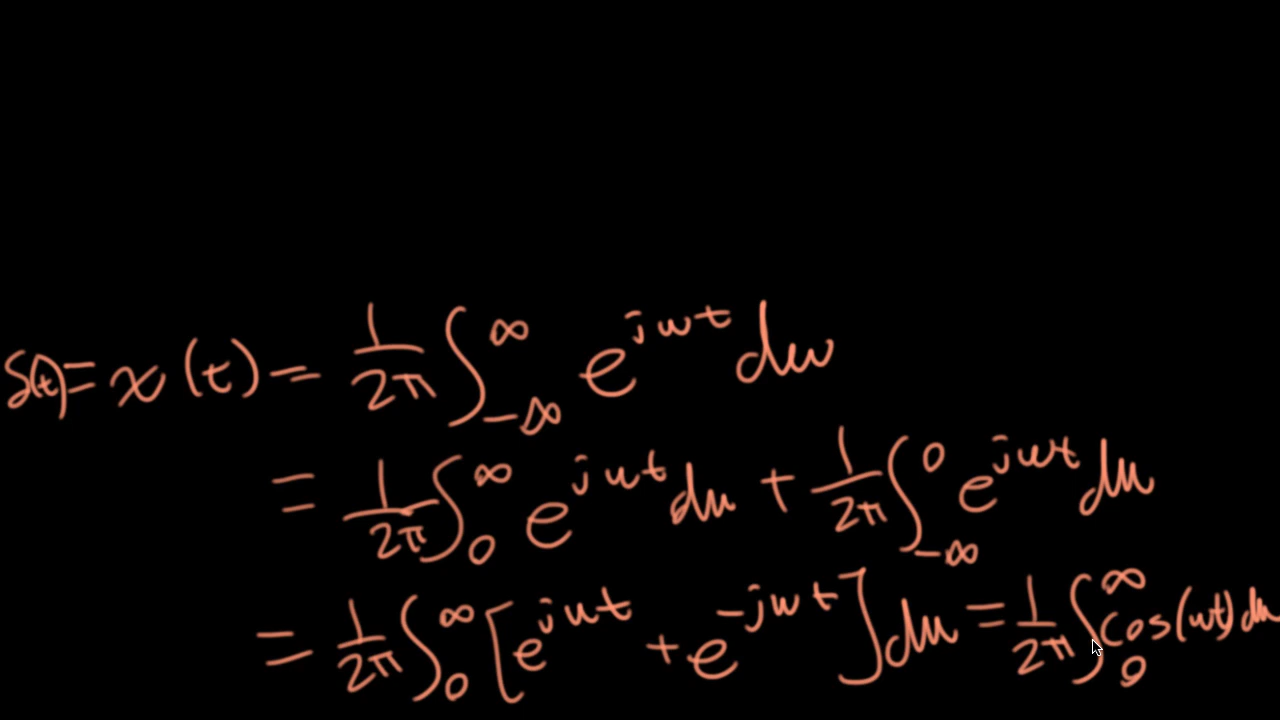 δ(t) = x(t) = 1/2π ∫_{-∞}^{∞} e^{jωt} dω
= 1/2π ∫_0^∞ e^{jωt} dω + 1/2π ∫_{-∞}^0 e^{jωt} dω
= 1/2π ∫_0^∞ [e^{jωt} + e^{-jωt}] dω = 1/2π ∫_0^∞ cos(ωt) dω